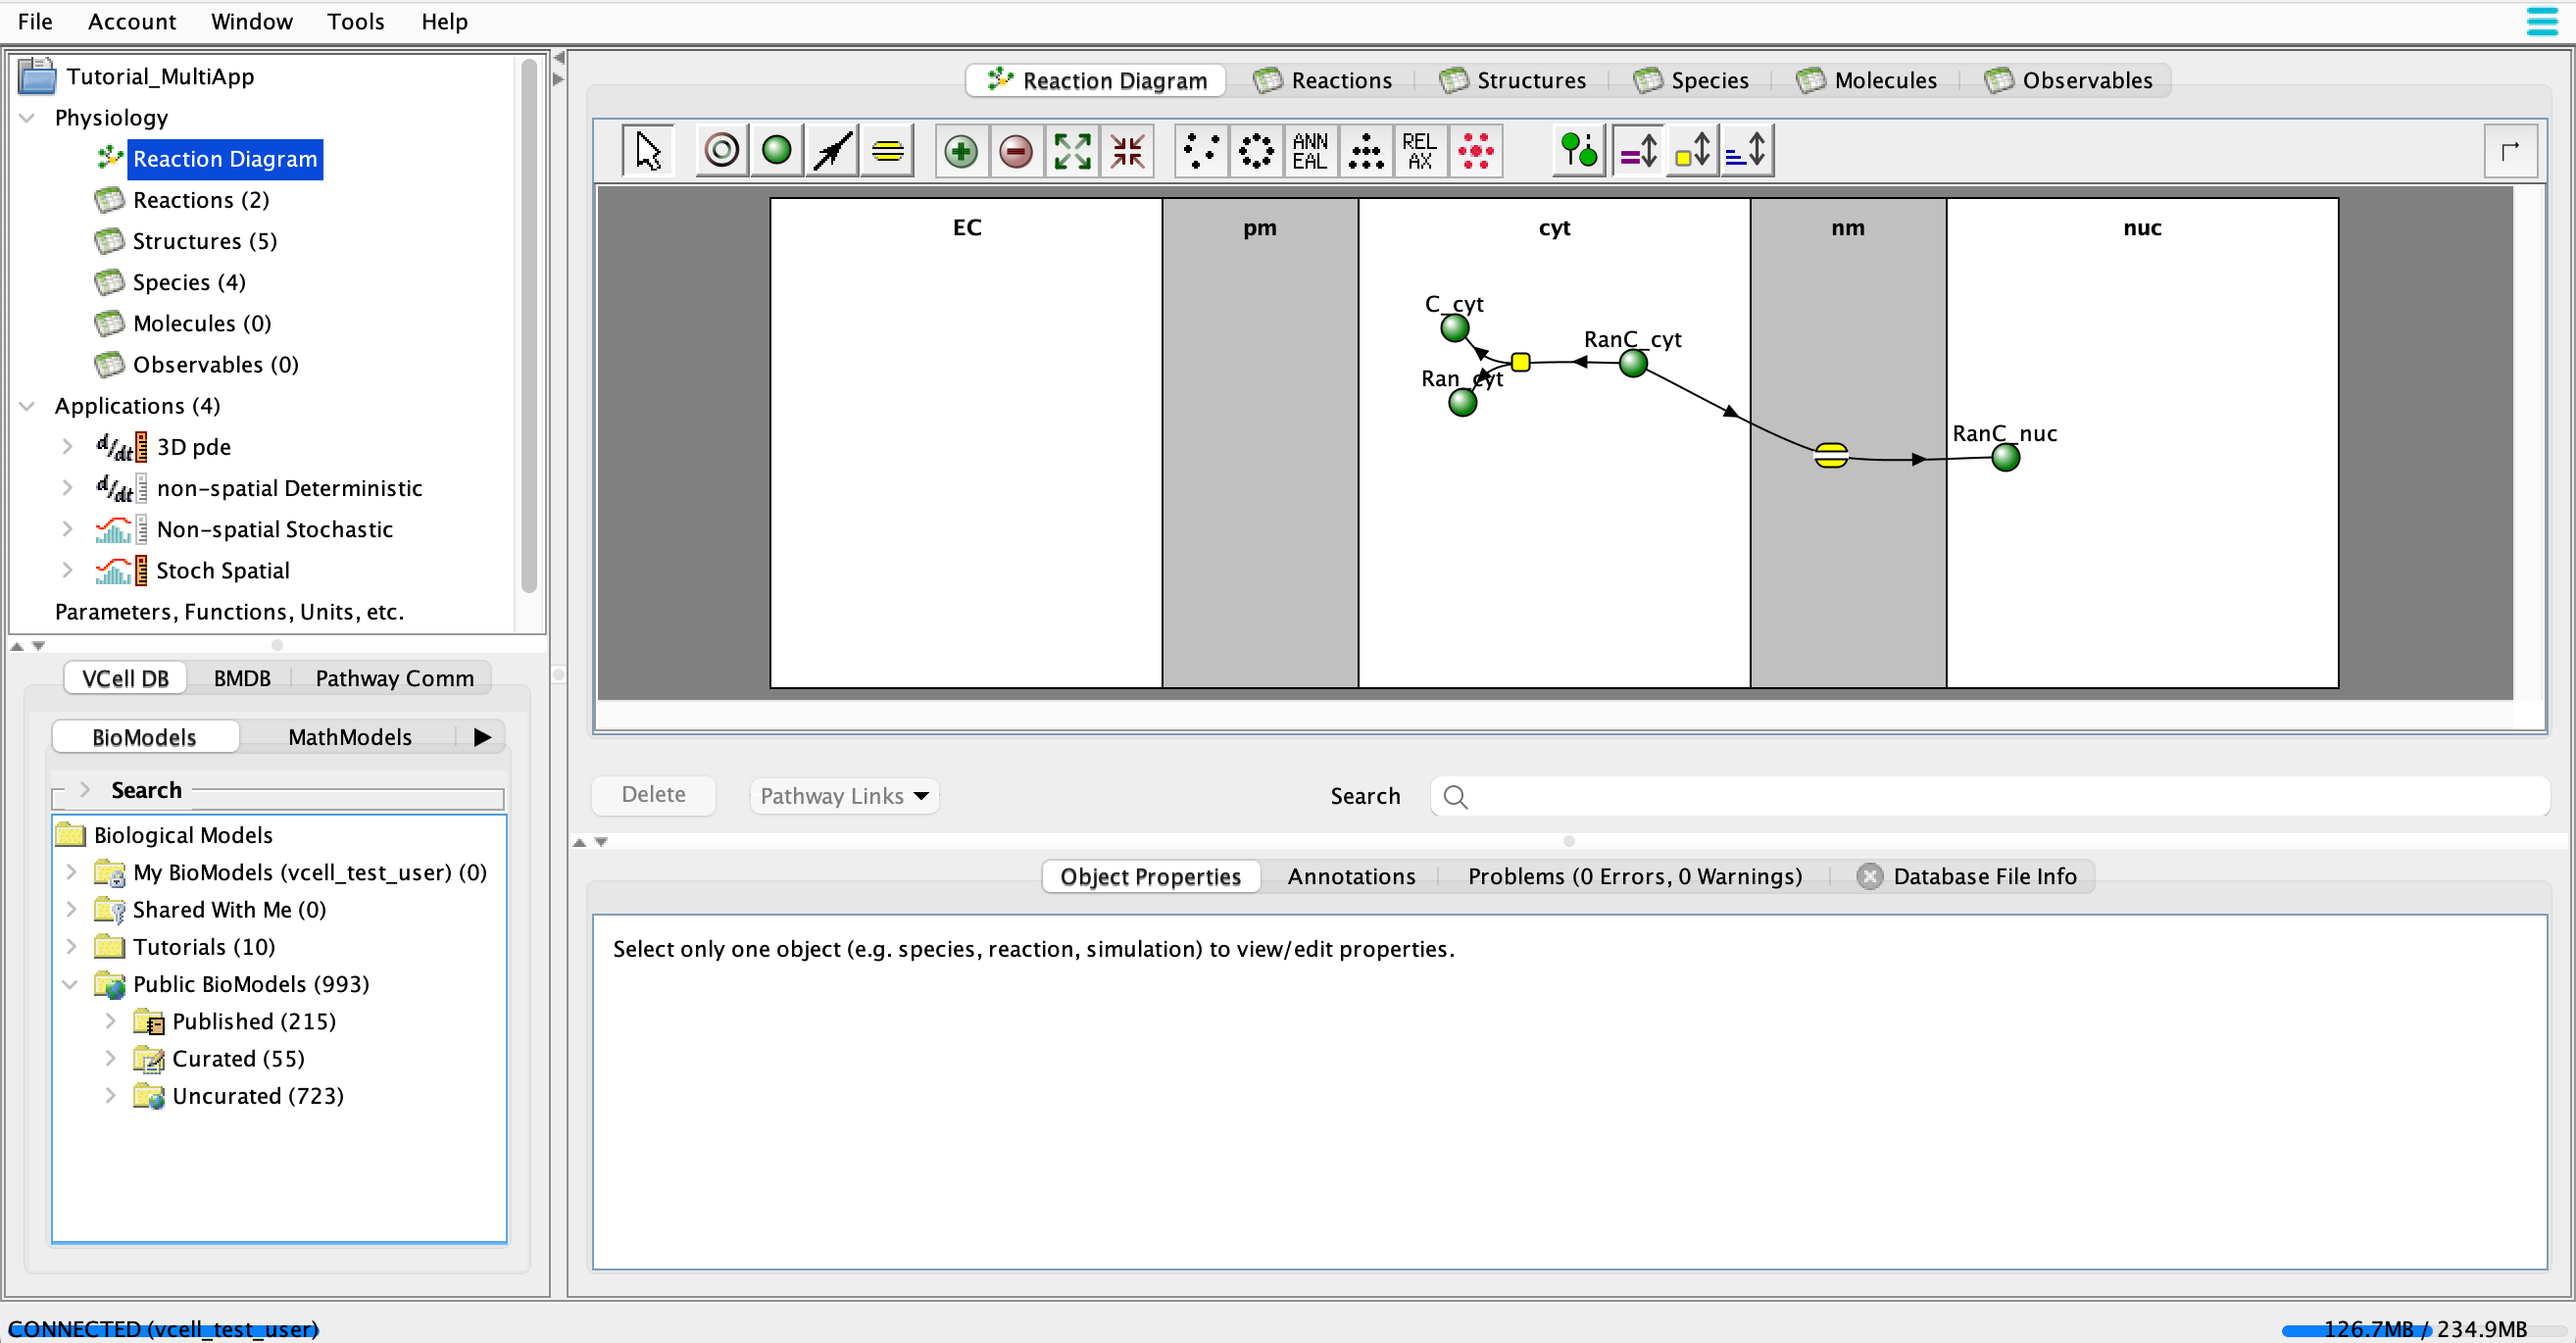 File Account Window Tools Help
Tutorial_MultiApp
Physiology
Reaction Diagram
Reactions (2)
Structures (5)
Species (4)
Molecules (0)
Observables (0)
Applications (4)
3D pde
non-spatial Deterministic
Non-spatial Stochastic
Stoch Spatial
Parameters, Functions, Units, etc.
VCell DB BMDB Pathway Comm
BioModels MathModels
Search
Biological Models
My BioModels (vcell_test_user) (0)
Shared With Me (0)
Tutorials (10)
Public BioModels (993)
Published (215)
Curated (55)
Uncurated (723)
Reaction Diagram Reactions Structures Species Molecules Observables
ANN EAL REL AX
EC pm cyt nm nuc
C_cyt
RanC_cyt
Ran_cyt
RanC_nuc
Delete Pathway Links Search
Object Properties Annotations Problems (0 Errors, 0 Warnings) Database File Info
Select only one object (e.g. species, reaction, simulation) to view/edit properties.
CONNECTED (vcell_test_user) 126.7MB / 234.9MB